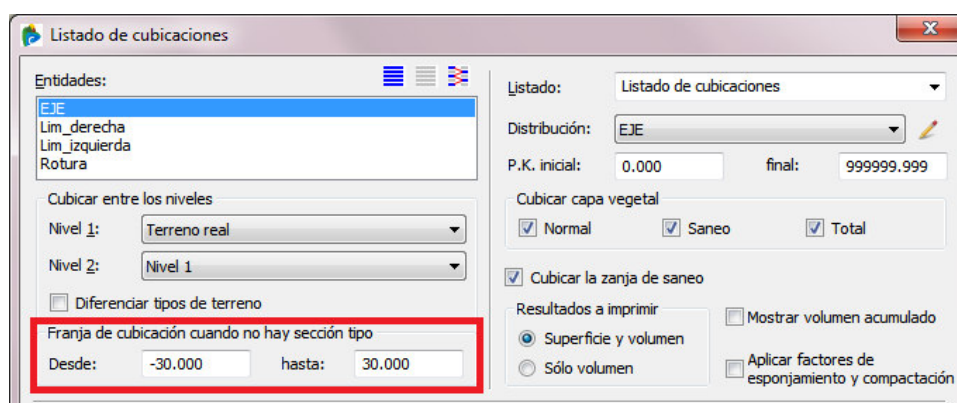 Listado de cubicaciones
Entidades:
EJE
Lim_derecha
Lim_izquierda
Rotura
Cubicar entre los niveles
Nivel 1: Terreno real
Nivel 2: Nivel 1
Diferenciar tipos de terreno
Franja de cubicación cuando no hay sección tipo
Desde: -30.000 hasta: 30.000
Listado: Listado de cubicaciones
Distribución: EJE
P.K. inicial: 0.000 final: 999999.999
Cubicar capa vegetal
Normal Saneo Total
Cubicar la zanja de saneo
Resultados a imprimir
Superficie y volumen
Sólo volumen
Mostrar volumen acumulado
Aplicar factores de
esponjamiento y compactación